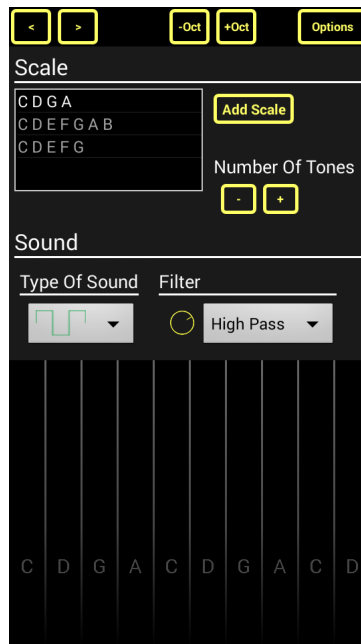 < > -Oct +Oct Options
Scale
C D G A
C D E F G A B
C D E F G
Add Scale
Number Of Tones
- +
Sound
Type Of Sound Filter
High Pass
C D G A C D G A C D